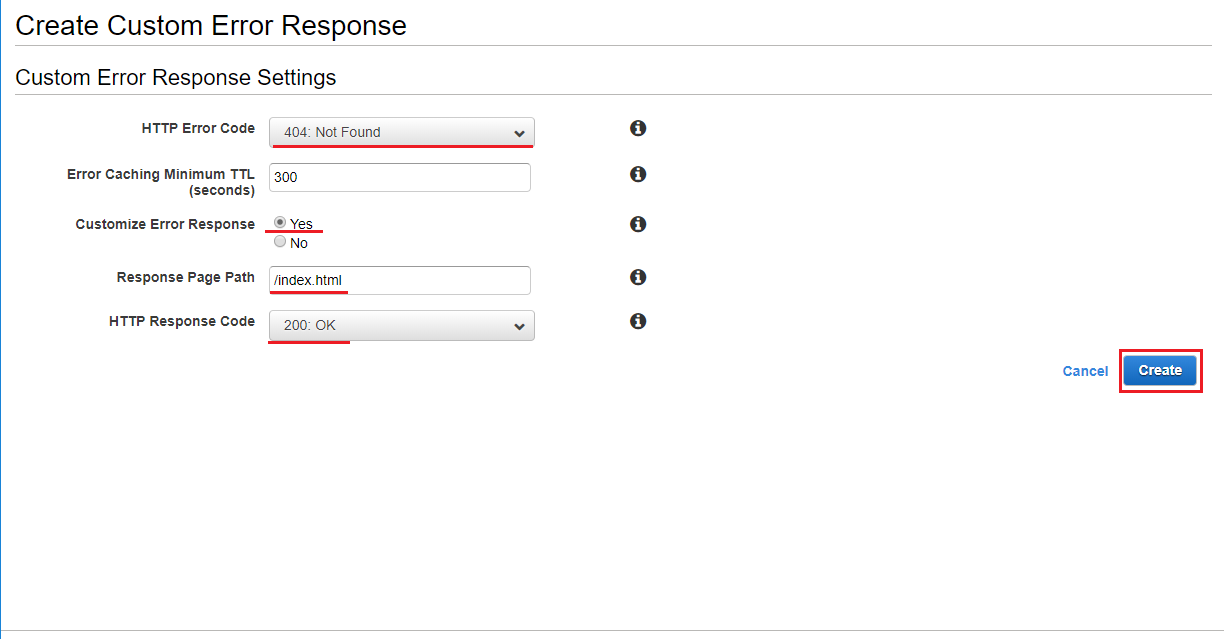 Create Custom Error Response
Custom Error Response Settings
HTTP Error Code
404: Not Found
Error Caching Minimum TTL
(seconds)
300
Customize Error Response
Yes
No
Response Page Path
/index.html
HTTP Response Code
200: OK
Cancel
Create